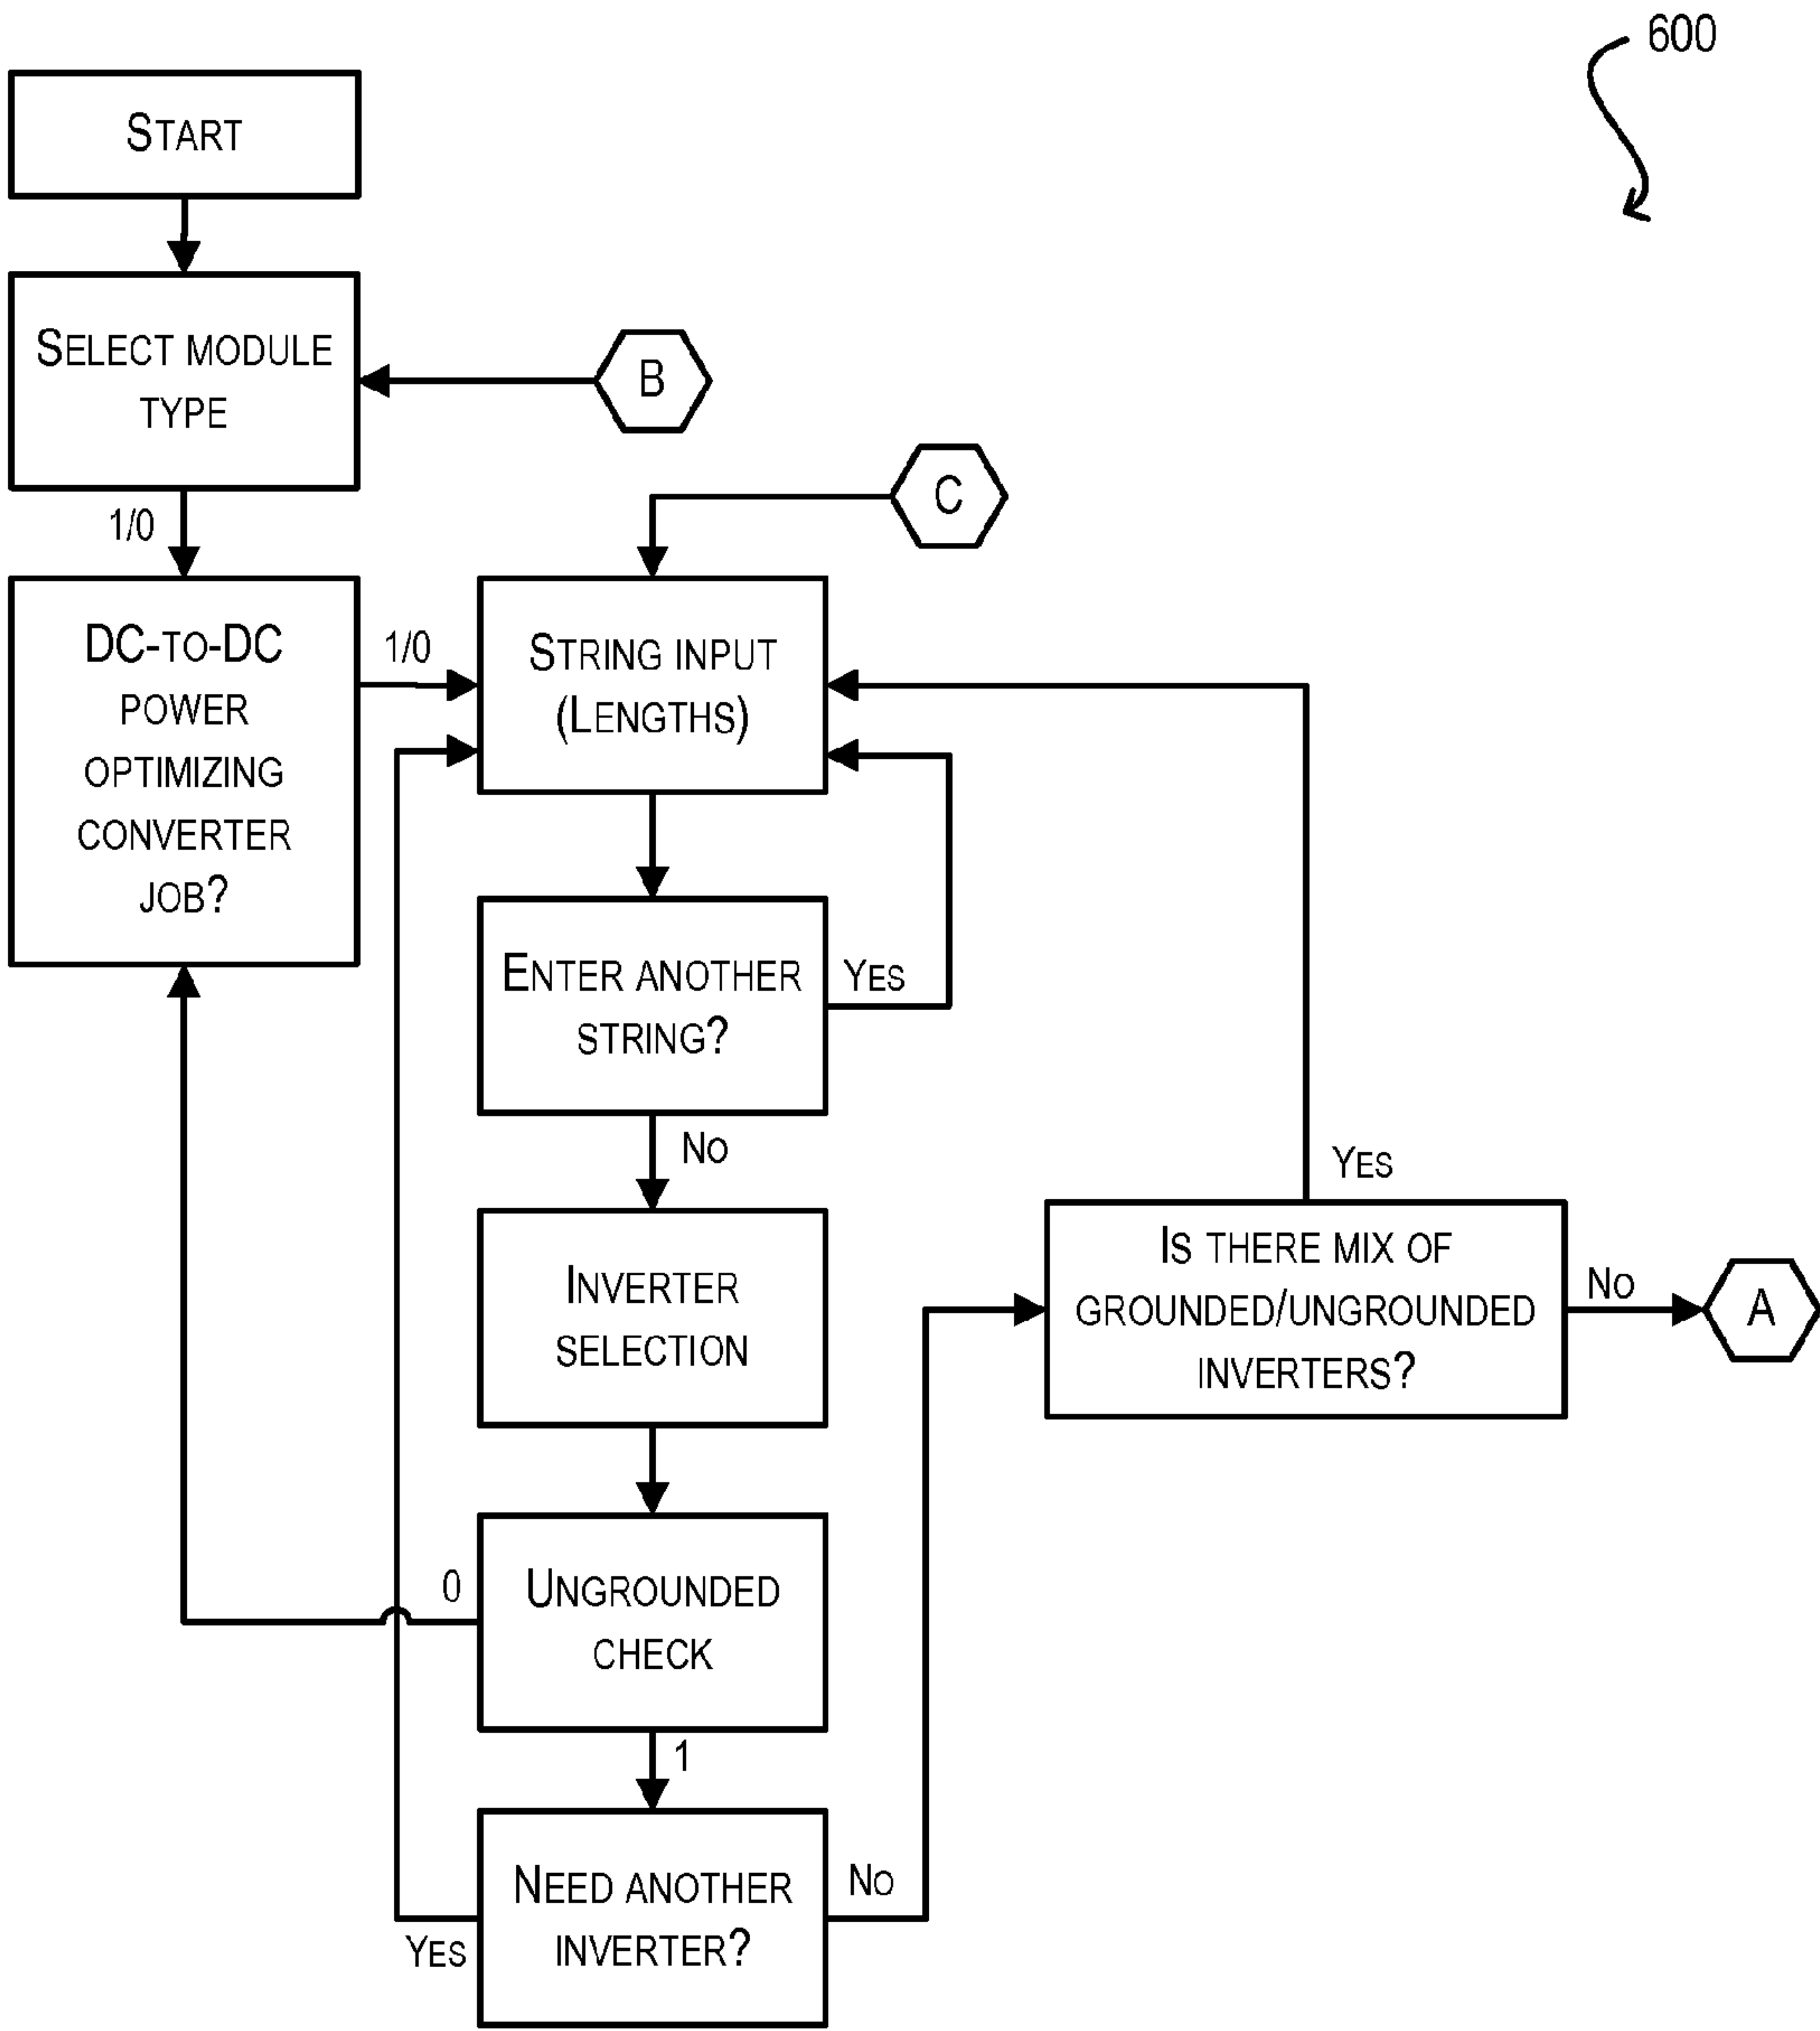 600
START
SELECT MODULE
TYPE
B
C
1/0
DC-TO-DC
POWER
OPTIMIZING
CONVERTER
JOB?
1/0
STRING INPUT
(LENGTHS)
ENTER ANOTHER
STRING?
YES
NO
INVERTER
SELECTION
YES
IS THERE MIX OF
GROUNDED/UNGROUNDED
INVERTERS?
NO
A
0
UNGROUNDED
CHECK
1
NEED ANOTHER
INVERTER?
YES
NO